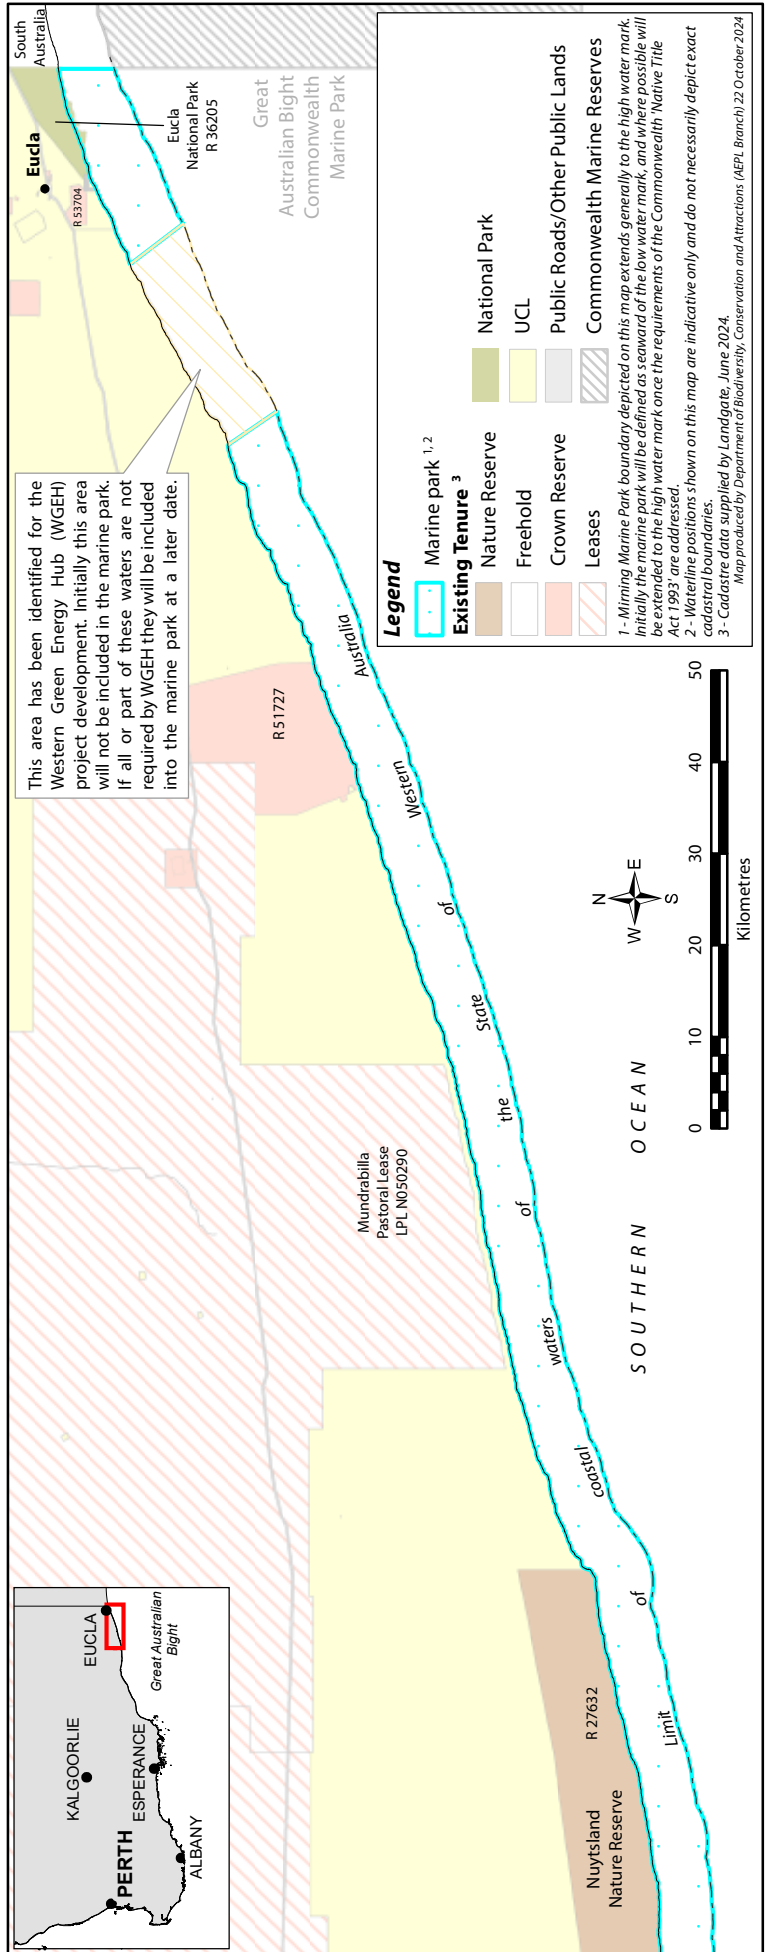 KALGOORLIE
PERTH
ESPERANCE
ALBANY
EUCLA
Great Australian
Bight
This area has been identified for the
Western Green Energy Hub (WGEH)
project development. Initially this area
will not be included in the marine park.
If all or part of these waters are not
required by WGEH they will be included
into the marine park at a later date.
South
Australia
Eucla
R 53704
Eucla
National Park
R 36205
Great
Australian Bight
Commonwealth
Marine Park
R 51727
Mundrabilla
Pastoral Lease
LPL N050290
Nuytsland
Nature Reserve
R 27632
Limit of coastal waters of the State of Western Australia
SOUTHERN OCEAN
N
W E
S
0 10 20 30 40 50
Kilometres
Legend
Marine park 1, 2
Existing Tenure 3
Nature Reserve
Freehold
Crown Reserve
Leases
National Park
UCL
Public Roads/Other Public Lands
Commonwealth Marine Reserves
1 - Mirning Marine Park boundary depicted on this map extends generally to the high water mark.
Initially the marine park will be defined as seaward of the low water mark, and where possible will
be extended to the high water mark once the requirements of the Commonwealth 'Native Title
Act 1993' are addressed.
2 - Waterline positions shown on this map are indicative only and do not necessarily depict exact
cadastral boundaries.
3 - Cadastre data supplied by Landgate, June 2024.
Map produced by Department of Biodiversity, Conservation and Attractions (AEPL Branch) 22 October 2024